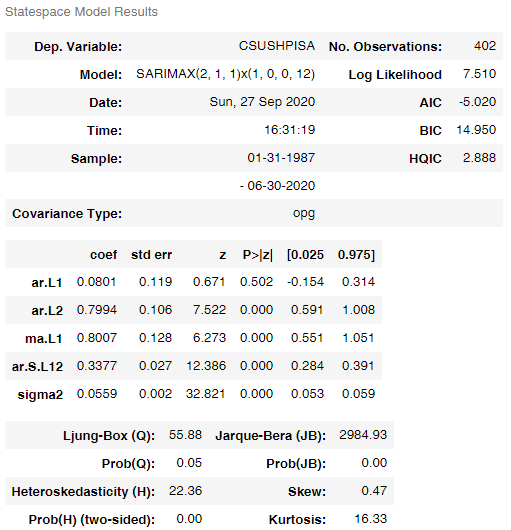 Statespace Model Results
Dep. Variable: CSUSHPISA No. Observations: 402
Model: SARIMAX(2, 1, 1)x(1, 0, 0, 12) Log Likelihood 7.510
Date: Sun, 27 Sep 2020 AIC -5.020
Time: 16:31:19 BIC 14.950
Sample: 01-31-1987 HQIC 2.888
- 06-30-2020
Covariance Type: opg
coef std err z P>|z| [0.025 0.975]
ar.L1 0.0801 0.119 0.671 0.502 -0.154 0.314
ar.L2 0.7994 0.106 7.522 0.000 0.591 1.008
ma.L1 0.8007 0.128 6.273 0.000 0.551 1.051
ar.S.L12 0.3377 0.027 12.386 0.000 0.284 0.391
sigma2 0.0559 0.002 32.821 0.000 0.053 0.059
Ljung-Box (Q): 55.88 Jarque-Bera (JB): 2984.93
Prob(Q): 0.05 Prob(JB): 0.00
Heteroskedasticity (H): 22.36 Skew: 0.47
Prob(H) (two-sided): 0.00 Kurtosis: 16.33